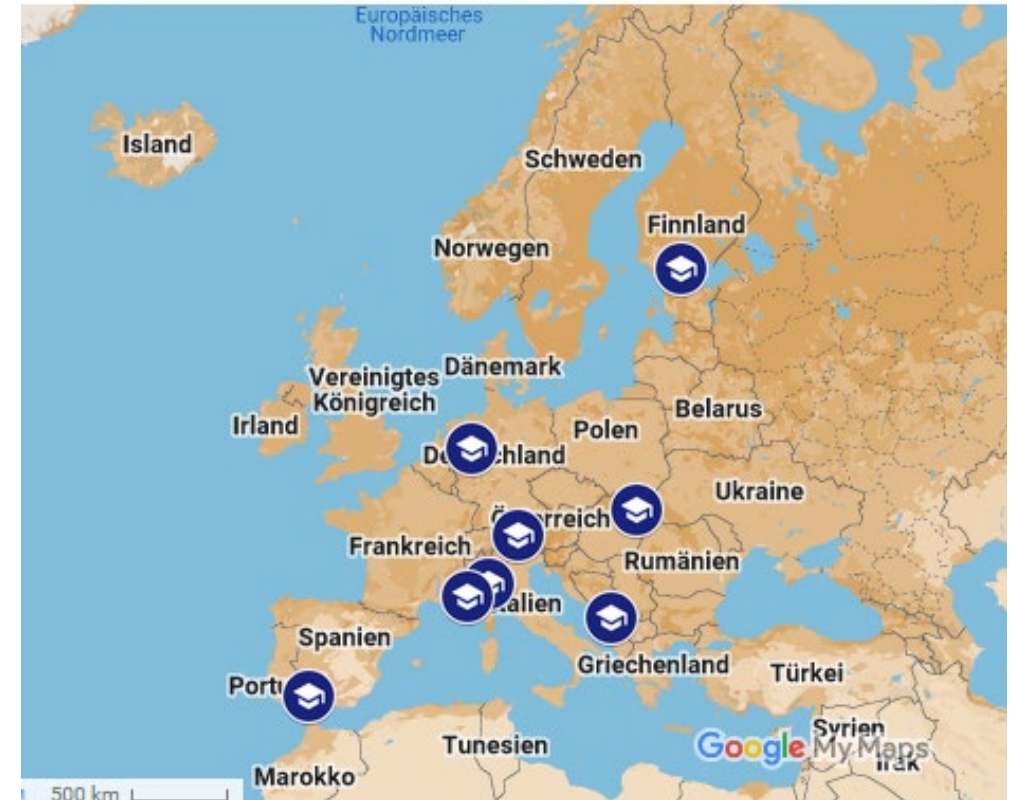 Europäisches
Nordmeer
Island
Schweden
Finnland
Norwegen
Dänemark
Vereinigtes
Königreich
Irland
Belarus
Polen
Ukraine
Frankreich
Rumänien
Spanien
Griechenland
Türkei
Syrien
Tunesien
Google My Maps
Irak
Marokko
500 km